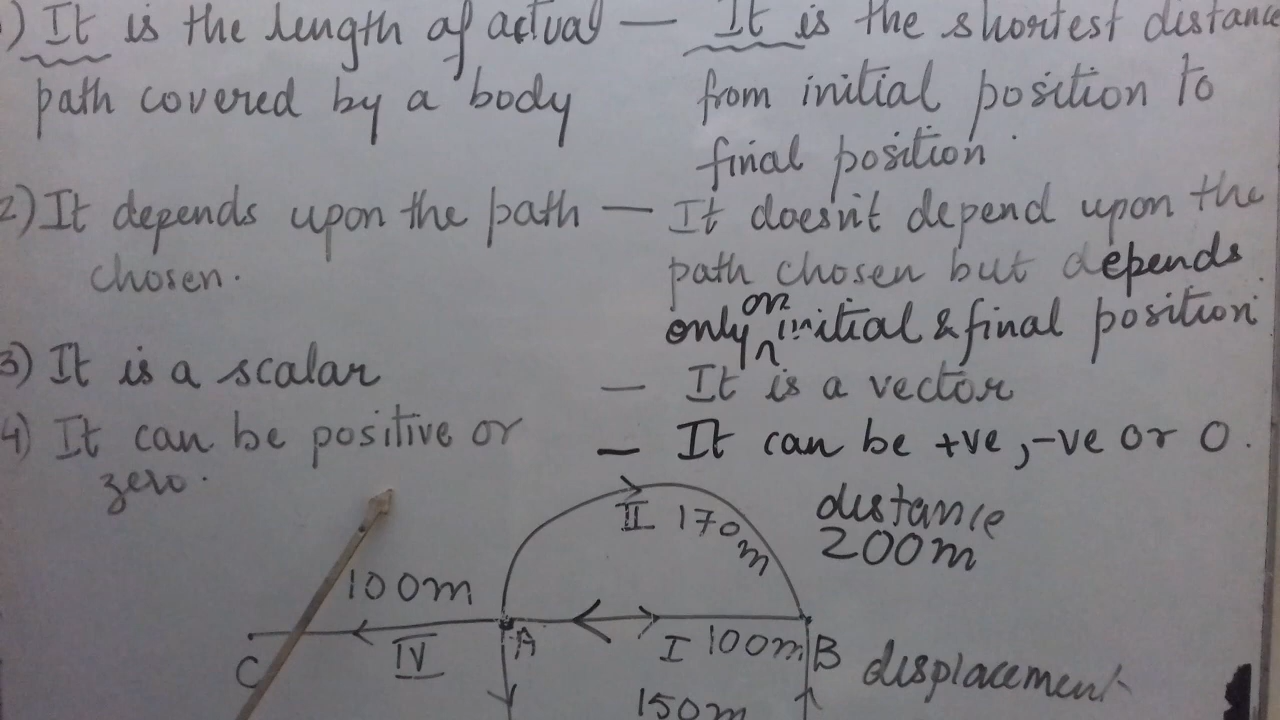 ) It is the length of actual — It is the shortest distance
path covered by a body from initial position to
final position
2) It depends upon the path — It doesn't depend upon the
chosen. path chosen but depends
only on initial & final position
3) It is a scalar — It is a vector
4) It can be positive or — It can be +ve, -ve or 0.
zero.
II 170m distance
200m
100m
A I 100m B
C IV displacement
150m